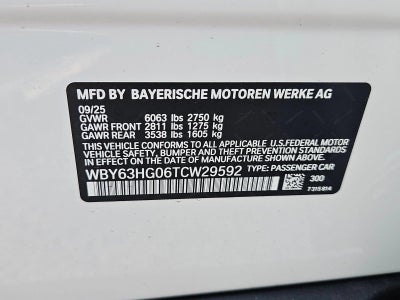 MFD BY BAYERISCHE MOTOREN WERKE AG
09/25
GVWR 6063 lbs 2750 kg
GAWR FRONT 2811 lbs 1275 kg
GAWR REAR 3538 lbs 1605 kg
THIS VEHICLE CONFORMS TO ALL APPLICABLE U.S.FEDERAL MOTOR
VEHICLE SAFETY, BUMPER, AND THEFT PREVENTION STANDARDS IN
EFFECT ON THE DATE OF MANUFACTURE SHOWN ABOVE.
WBY63HG06TCW29592 TYPE: PASSENGER CAR
300
7315814